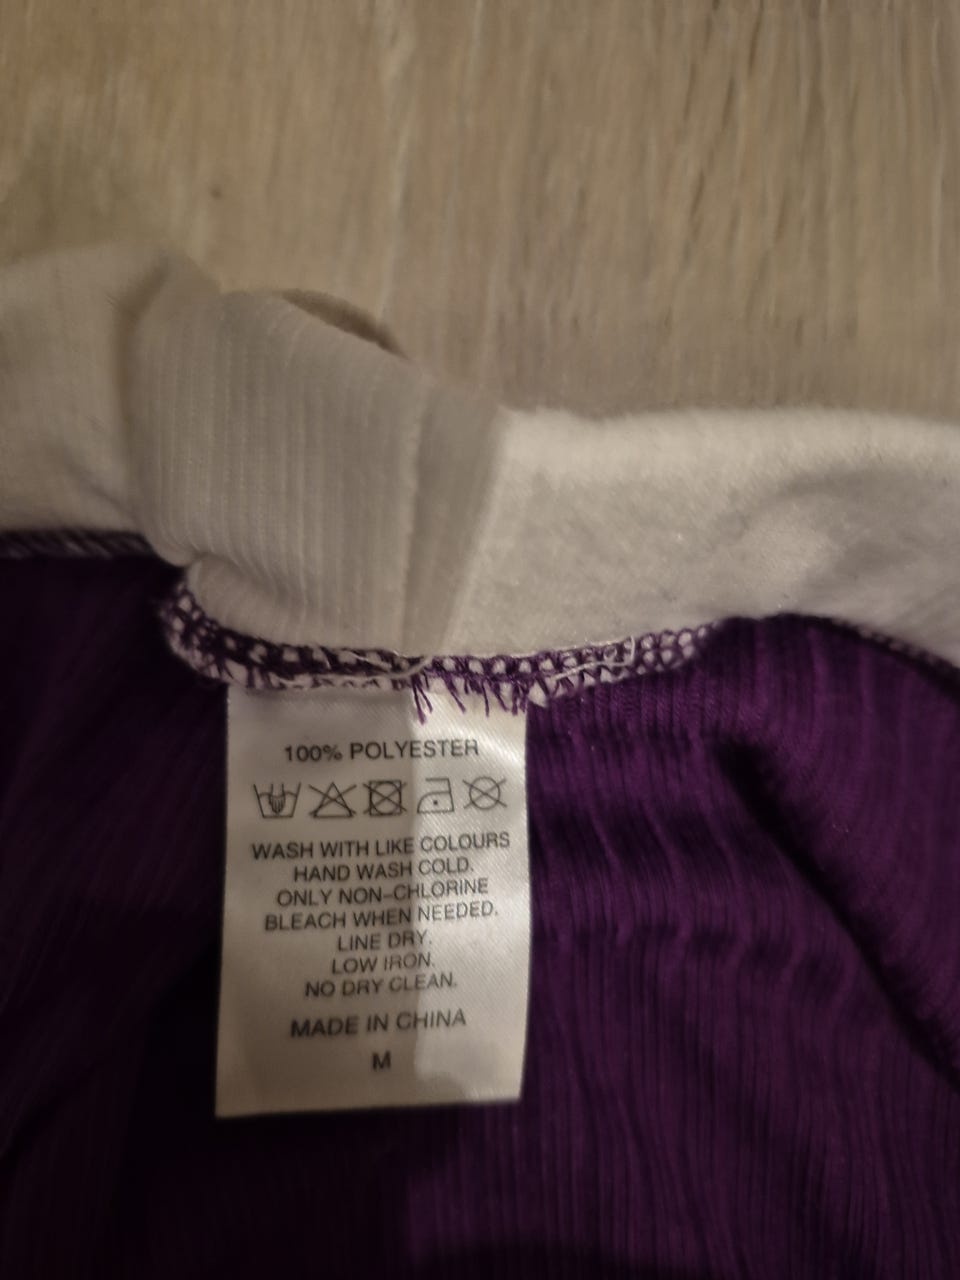 100% POLYESTER
WASH WITH LIKE COLOURS
HAND WASH COLD.
ONLY NON-CHLORINE
BLEACH WHEN NEEDED.
LINE DRY.
LOW IRON.
NO DRY CLEAN.
MADE IN CHINA
M